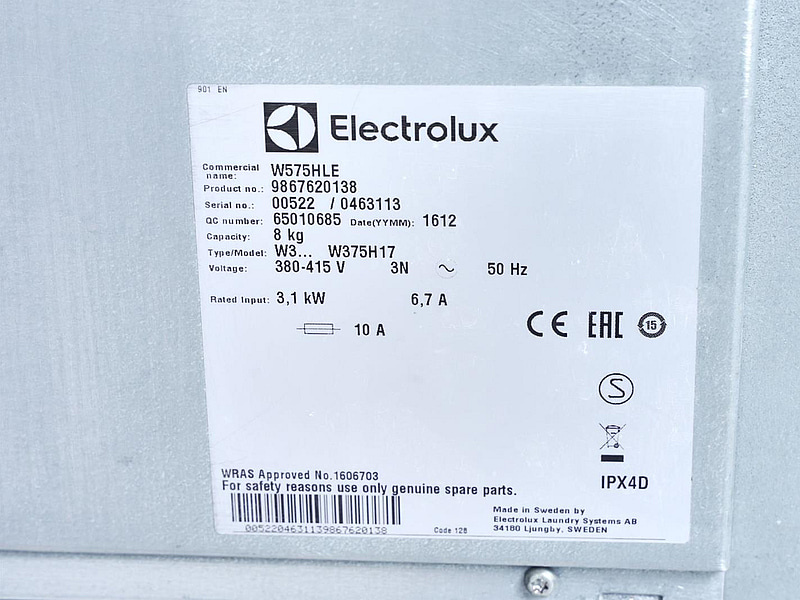 901 EN
Electrolux
Commercial name: W575HLE
Product no.: 9867620138
Serial no.: 00522 / 0463113
QC number: 65010685 Date(YYMM): 1612
Capacity: 8 kg
Type/Model: W3... W375H17
Voltage: 380-415 V 3N ~ 50 Hz
Rated Input: 3,1 kW 6,7 A
10 A
CE EAC 15
S
IPX4D
WRAS Approved No.1606703
For safety reasons use only genuine spare parts.
0052204631139867620138
Code 128
Made in Sweden by
Electrolux Laundry Systems AB
34180 Ljungby, SWEDEN